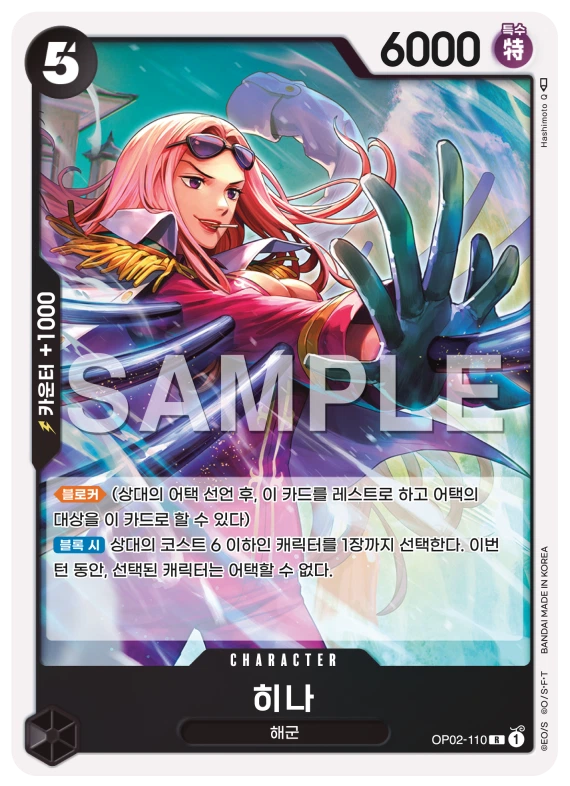 5
6000
특수
特
Hashimoto Q
카운터 +1000
SAMPLE
블로커 (상대의 어택 선언 후, 이 카드를 레스트로 하고 어택의
대상을 이 카드로 할 수 있다)
블록 시 상대의 코스트 6 이하인 캐릭터를 1장까지 선택한다. 이번
턴 동안, 선택된 캐릭터는 어택할 수 없다.
CHARACTER
히나
해군
OP02-110 R 1
©EO/S ©O/S·F·T BANDAI MADE IN KOREA